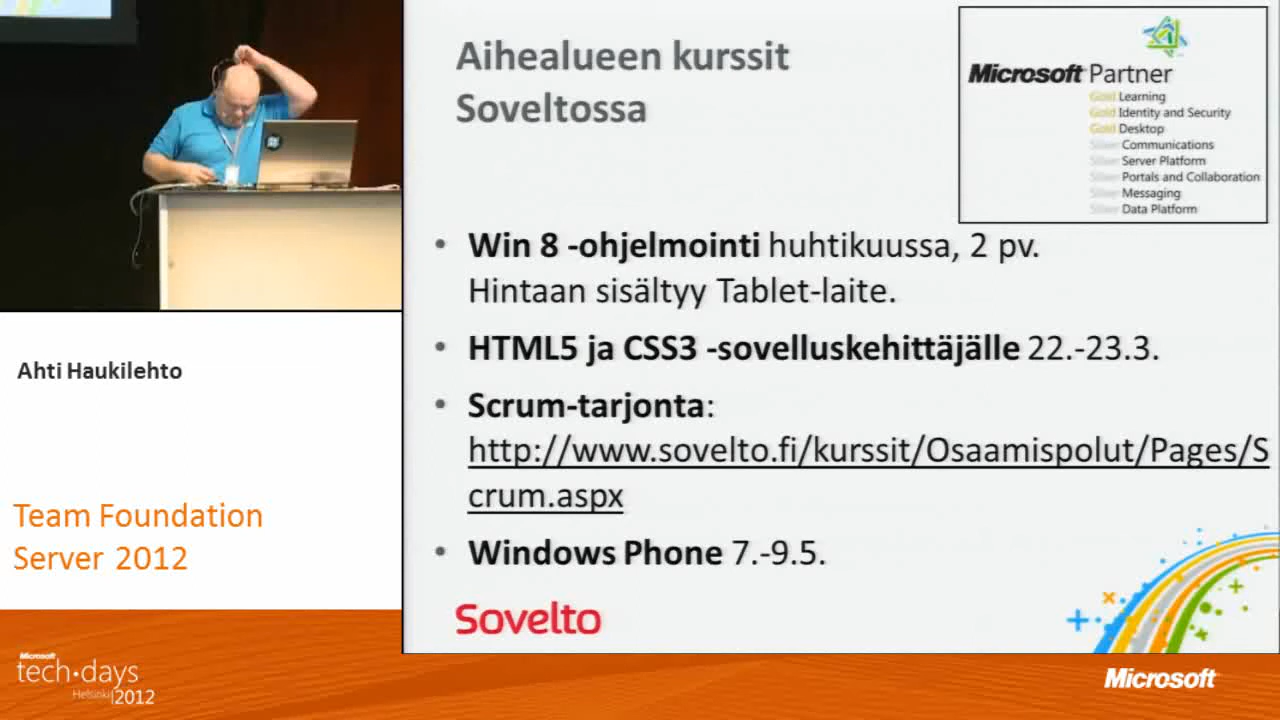 Aihealueen kurssit
Soveltossa
Microsoft Partner
Gold Learning
Gold Identity and Security
Gold Desktop
Silver Communications
Silver Server Platform
Silver Portals and Collaboration
Silver Messaging
Silver Data Platform
• Win 8 -ohjelmointi huhtikuussa, 2 pv.
Hintaan sisältyy Tablet-laite.
• HTML5 ja CSS3 -sovelluskehittäjälle 22.-23.3.
• Scrum-tarjonta:
http://www.sovelto.fi/kurssit/Osaamispolut/Pages/S
crum.aspx
• Windows Phone 7.-9.5.
Sovelto
Ahti Haukilehto
Team Foundation
Server 2012
Microsoft
tech·days
Helsinki 2012
Microsoft